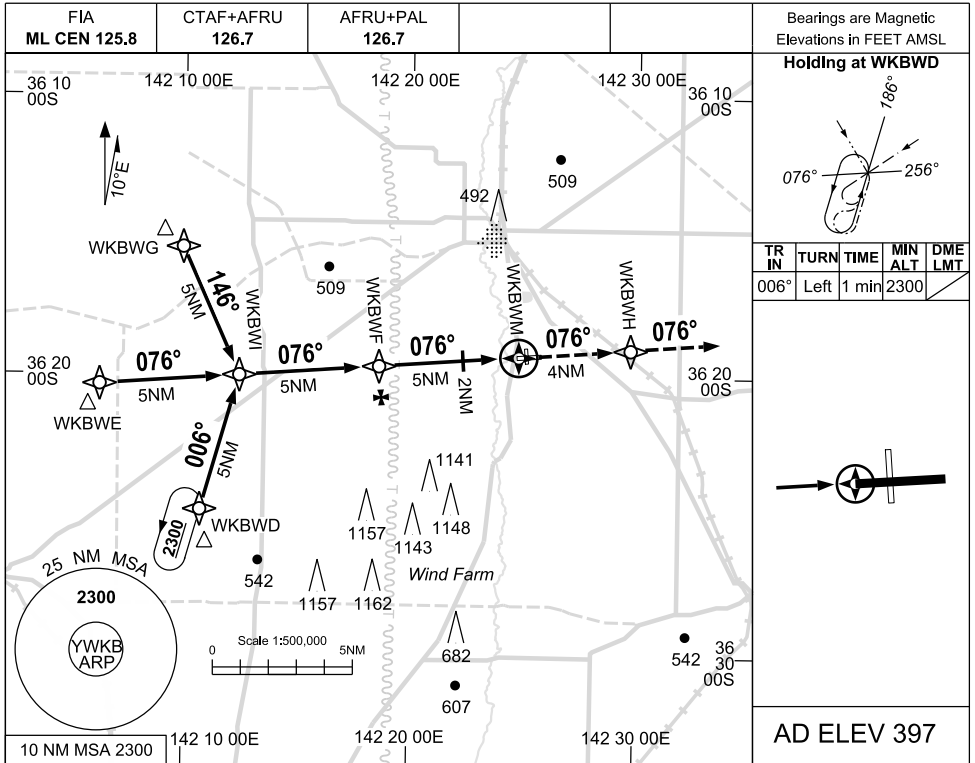 FIA
ML CEN 125.8
CTAF+AFRU
126.7
AFRU+PAL
126.7
Bearings are Magnetic
Elevations in FEET AMSL
142 10 00E
142 20 00E
142 30 00E
36 10
00S
36 10
00S
10°E
509
492
WKBWG
146°
5NM
WKBWI
509
WKBWF
WKBWM
WKBWH
36 20
00S
076°
5NM
076°
5NM
076°
5NM
2NM
076°
4NM
076°
36 20
00S
WKBWE
006°
5NM
2300
WKBWD
1141
1157
1143
1148
Wind Farm
542
1157
1162
682
607
542
36
30
00S
25 NM MSA
2300
YWKB
ARP
Scale 1:500,000
0
5NM
10 NM MSA 2300
142 10 00E
142 20 00E
142 30 00E
Holding at WKBWD
186°
076°
256°
TR IN
TURN
TIME
MIN ALT
DME LMT
006°
Left
1 min
2300
AD ELEV 397